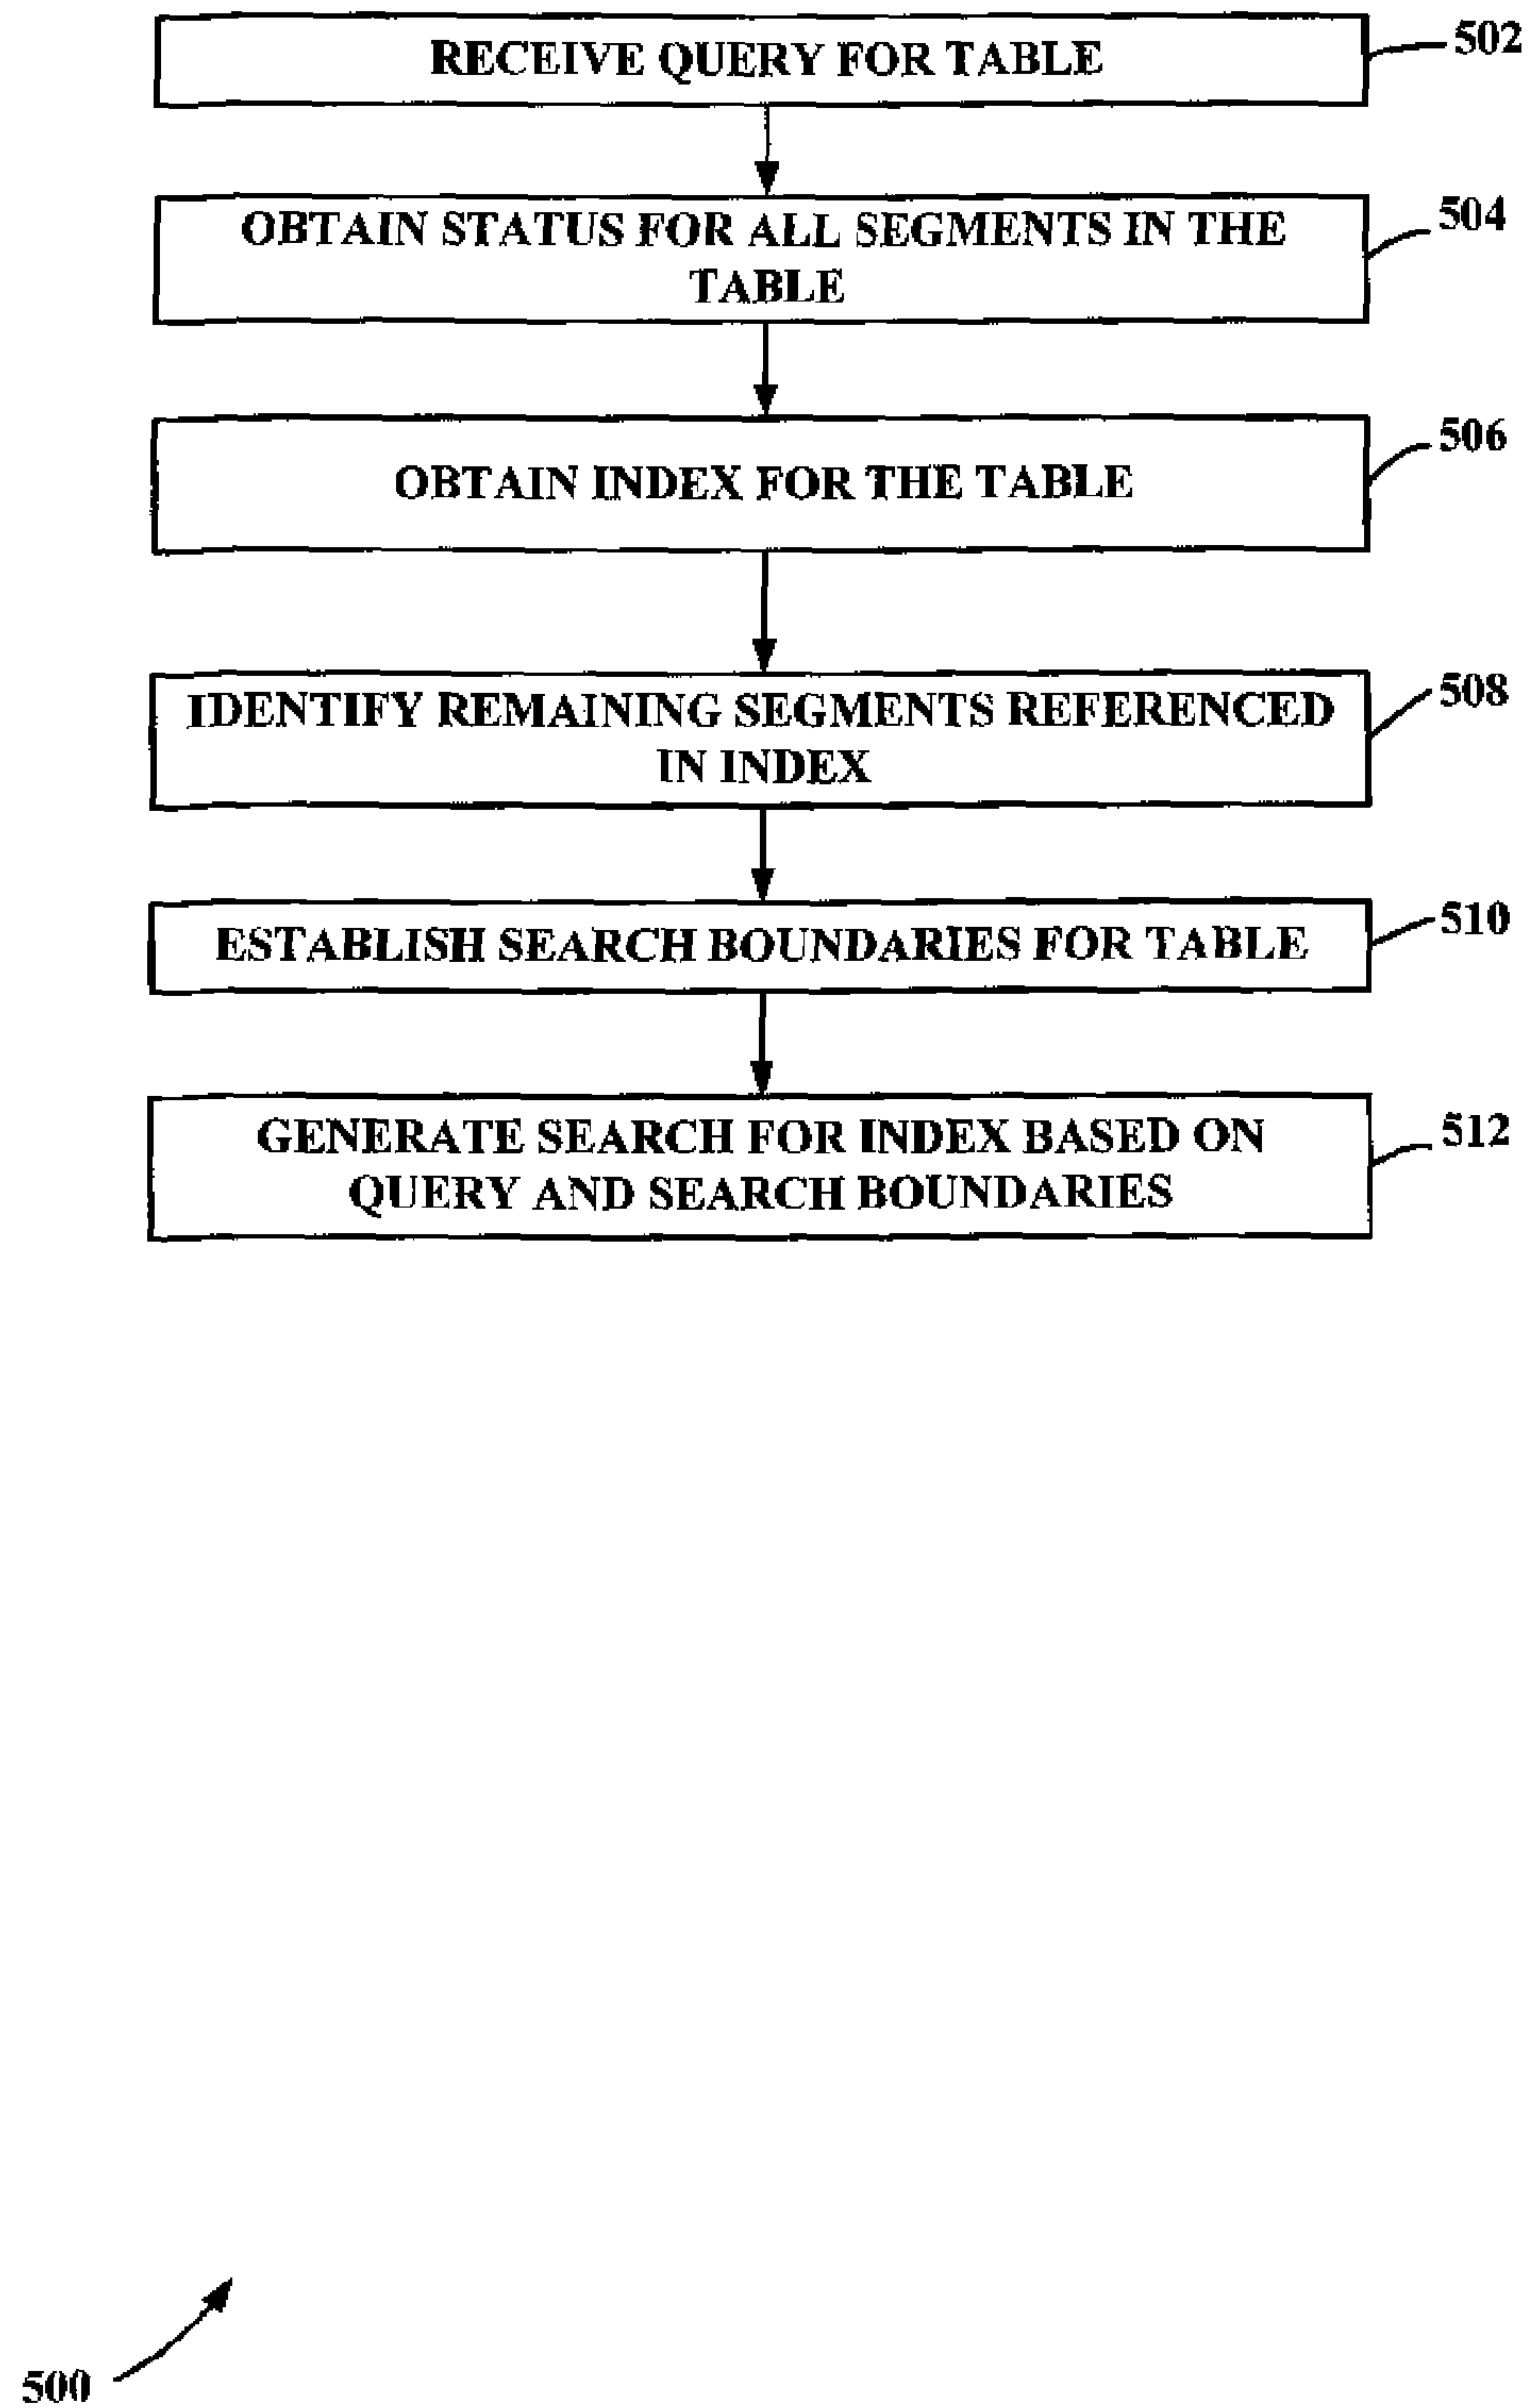 RECEIVE QUERY FOR TABLE
502
OBTAIN STATUS FOR ALL SEGMENTS IN THE
TABLE
504
OBTAIN INDEX FOR THE TABLE
506
IDENTIFY REMAINING SEGMENTS REFERENCED
IN INDEX
508
ESTABLISH SEARCH BOUNDARIES FOR TABLE
510
GENERATE SEARCH FOR INDEX BASED ON
QUERY AND SEARCH BOUNDARIES
512
500